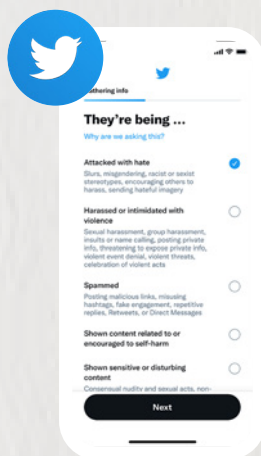 Gathering info
They're being ...
Why are we asking this?
Attacked with hate
Slurs, misgendering, racist or sexist
stereotypes, encouraging others to
harass, sending hateful imagery
Harassed or intimidated with
violence
Sexual harassment, group harassment,
insults or name calling, posting private
info, threatening to expose private info,
violent event denial, violent threats,
celebration of violent acts
Spammed
Posting malicious links, misusing
hashtags, fake engagement, repetitive
replies, Retweets, or Direct Messages
Shown content related to or
encouraged to self-harm
Shown sensitive or disturbing
content
Consensual nudity and sexual acts, non-
Next